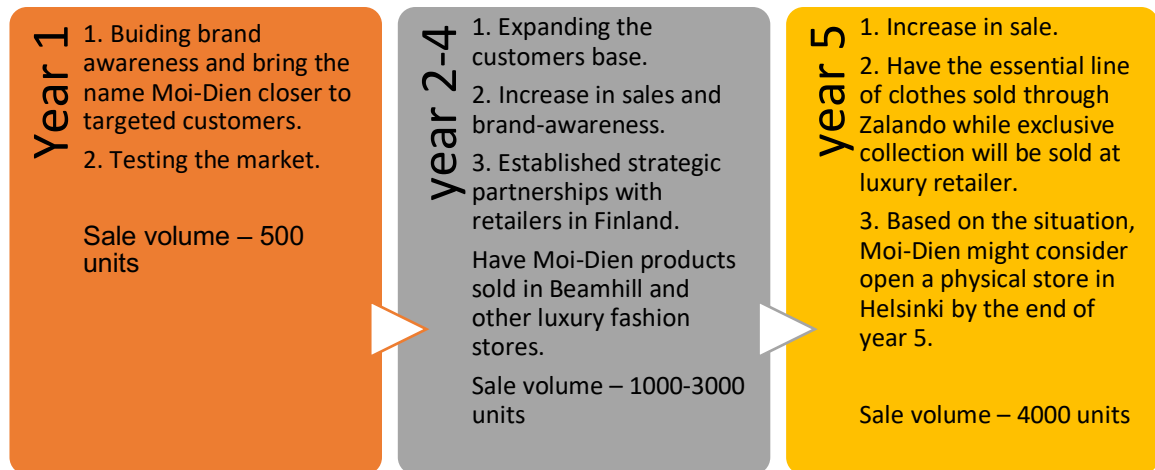 Year 1
1. Buiding brand
awareness and bring the
name Moi-Dien closer to
targeted customers.
2. Testing the market.
Sale volume – 500
units
year 2-4
1. Expanding the
customers base.
2. Increase in sales and
brand-awareness.
3. Established strategic
partnerships with
retailers in Finland.
Have Moi-Dien products
sold in Beamhill and
other luxury fashion
stores.
Sale volume – 1000-3000
units
year 5
1. Increase in sale.
2. Have the essential line
of clothes sold through
Zalando while exclusive
collection will be sold at
luxury retailer.
3. Based on the situation,
Moi-Dien might consider
open a physical store in
Helsinki by the end of
year 5.
Sale volume – 4000 units